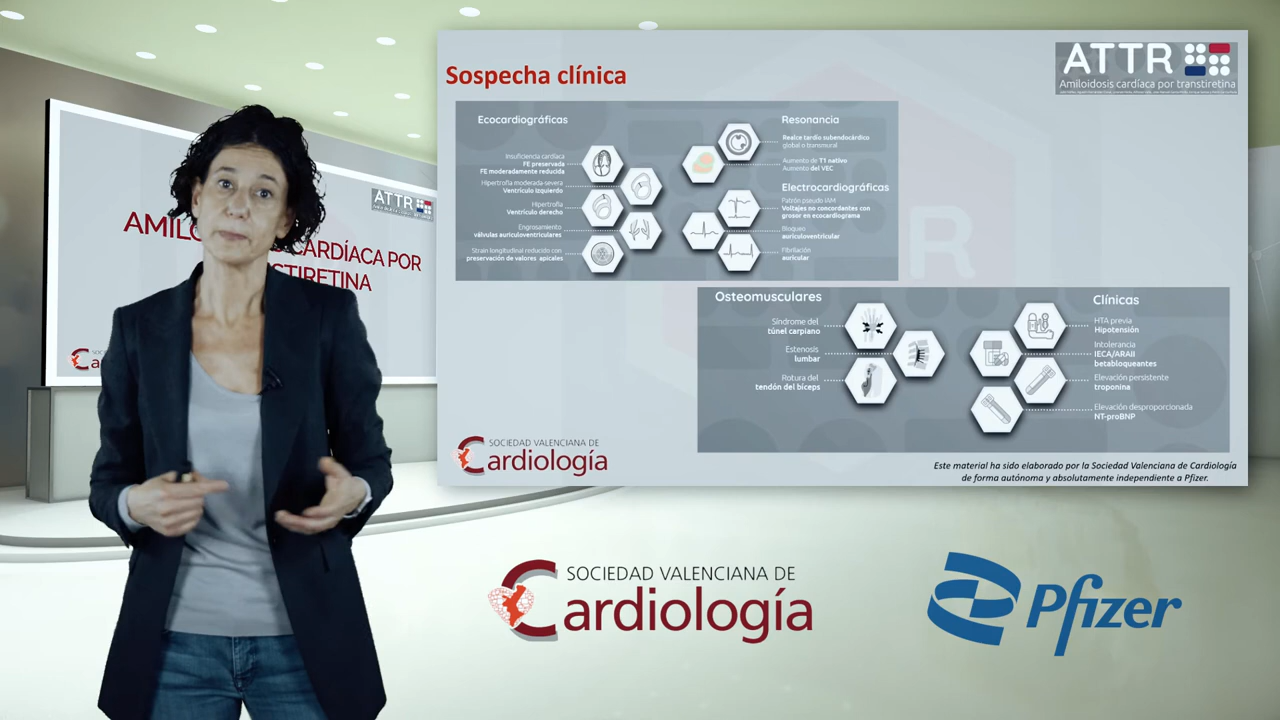 Sospecha clínica
ATTR
Amiloidosis cardíaca por transtiretina
Ecocardiográficas
Insuficiencia cardiaca
FE preservada
FE moderadamente reducida
Hipertrofia moderada-severa
Ventrículo izquierdo
Hipertrofia
Ventrículo derecho
Engrosamiento
válvulas auriculoventriculares
Strain longitudinal reducido con
preservación de valores apicales
Resonancia
Realce tardío subendocárdico
global o transmural
Aumento de T1 nativo
Aumento del VEC
Electrocardiográficas
Patrón pseudo IAM
Voltajes no concordantes con
grosor en ecocardiograma
Bloqueo
auriculoventricular
Fibrilación
auricular
Osteomusculares
Síndrome del
túnel carpiano
Estenosis
lumbar
Rotura del
tendón del bíceps
Clínicas
HTA previa
Hipotensión
Intolerancia
IECA/ARAII
betabloqueantes
Elevación persistente
troponina
Elevación desproporcionada
NT-proBNP
SOCIEDAD VALENCIANA DE
Cardiología
Este material ha sido elaborado por la Sociedad Valenciana de Cardiología
de forma autónoma y absolutamente independiente a Pfizer.
ATTR
AMILO CARDÍACA POR
STIRETINA
SOCIEDAD VALENCIANA DE
Cardiología
Pfizer